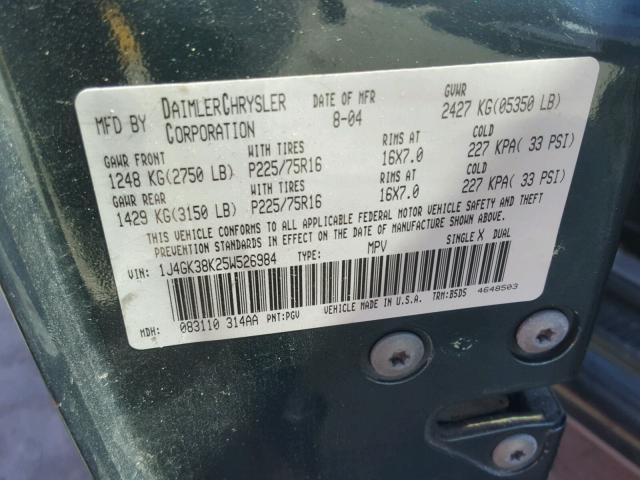 MFD BY DAIMLERCHRYSLER CORPORATION DATE OF MFR 8-04 GVWR 2427 KG(05350 LB)
GAWR FRONT WITH TIRES RIMS AT COLD
1248 KG(2750 LB) P225/75R16 16X7.0 227 KPA( 33 PSI)
GAWR REAR WITH TIRES RIMS AT COLD
1429 KG(3150 LB) P225/75R16 16X7.0 227 KPA( 33 PSI)
THIS VEHICLE CONFORMS TO ALL APPLICABLE FEDERAL MOTOR VEHICLE SAFETY AND THEFT
PREVENTION STANDARDS IN EFFECT ON THE DATE OF MANUFACTURE SHOWN ABOVE.
VIN: 1J4GK38K25W526984 TYPE: MPV SINGLE X DUAL
MDH: 083110 314AA PNT:PGV VEHICLE MADE IN U.S.A. TRM:B5D5 4648503